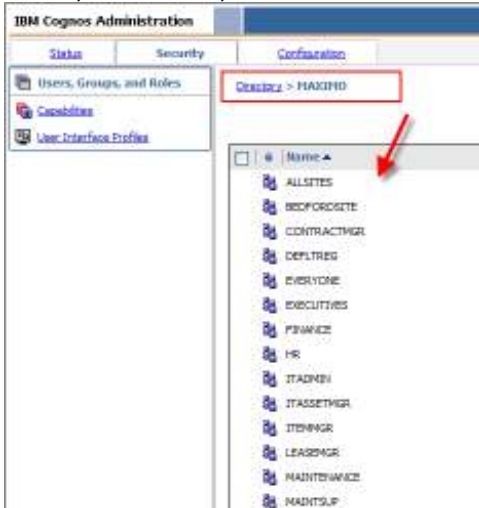 IBM Cognos Administration
Status
Security
Configuration
Users, Groups, and Roles
Capabilities
User Interface Profiles
Directory > MAXIMO
Name
ALLSITES
BEDFORDSITE
CONTRACTMGR
DEFLTREG
EVERYONE
EXECUTIVES
FINANCE
HR
ITADMIN
ITASSETMGR
ITEMMGR
LEASEMGR
MAINTENANCE
MAINTSUP